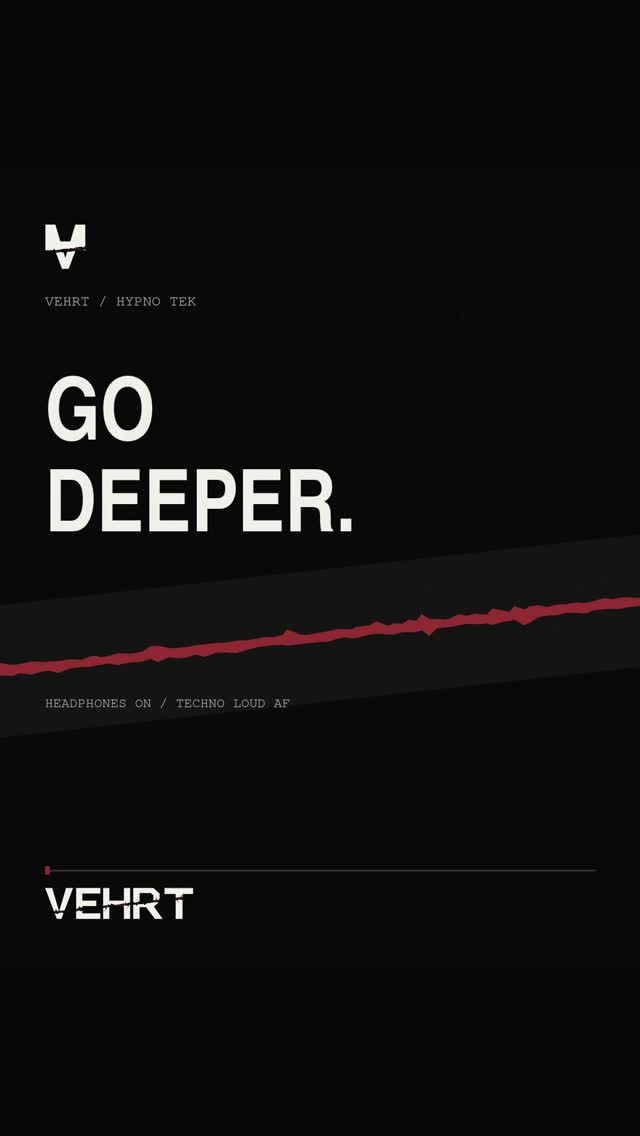 V
VEHRT / HYPNO TEK
GO
DEEPER.
HEADPHONES ON / TECHNO LOUD AF
VEHRT